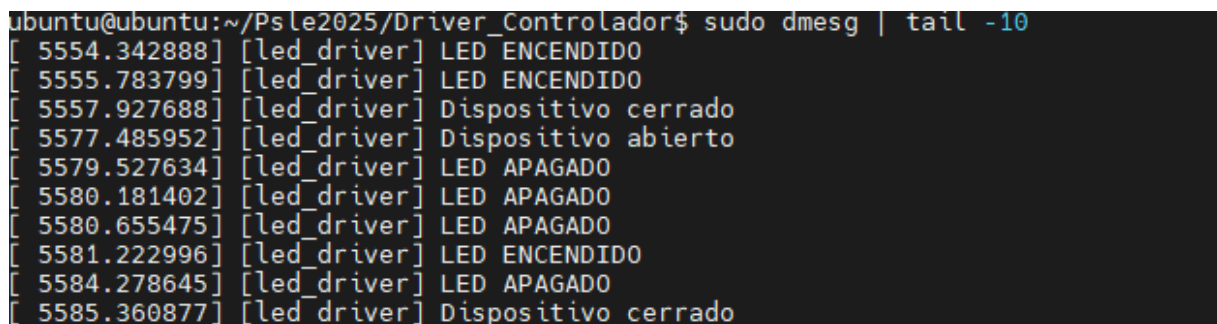 ubuntu@ubuntu:~/Psle2025/Driver_Controlador$ sudo dmesg | tail -10
[ 5554.342888] [led_driver] LED ENCENDIDO
[ 5555.783799] [led_driver] LED ENCENDIDO
[ 5557.927688] [led_driver] Dispositivo cerrado
[ 5577.485952] [led_driver] Dispositivo abierto
[ 5579.527634] [led_driver] LED APAGADO
[ 5580.181402] [led_driver] LED APAGADO
[ 5580.655475] [led_driver] LED APAGADO
[ 5581.222996] [led_driver] LED ENCENDIDO
[ 5584.278645] [led_driver] LED APAGADO
[ 5585.360877] [led_driver] Dispositivo cerrado